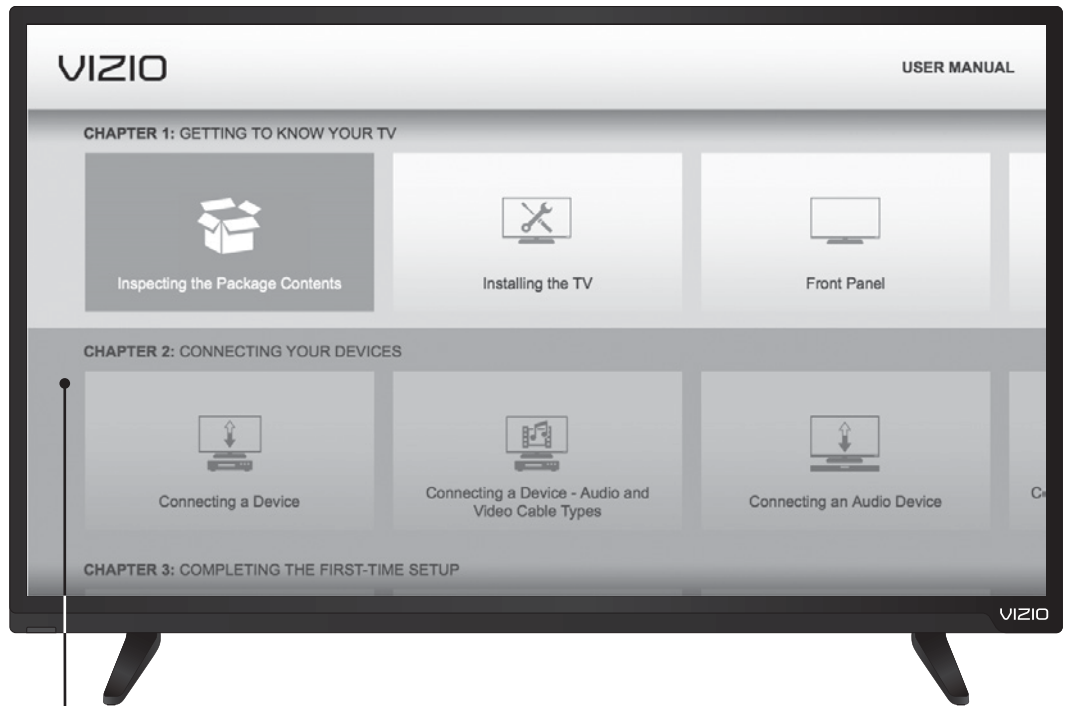 VIZIO
USER MANUAL
CHAPTER 1: GETTING TO KNOW YOUR TV
Inspecting the Package Contents
Installing the TV
Front Panel
CHAPTER 2: CONNECTING YOUR DEVICES
Connecting a Device
Connecting a Device - Audio and
Video Cable Types
Connecting an Audio Device
CHAPTER 3: COMPLETING THE FIRST-TIME SETUP
VIZIO